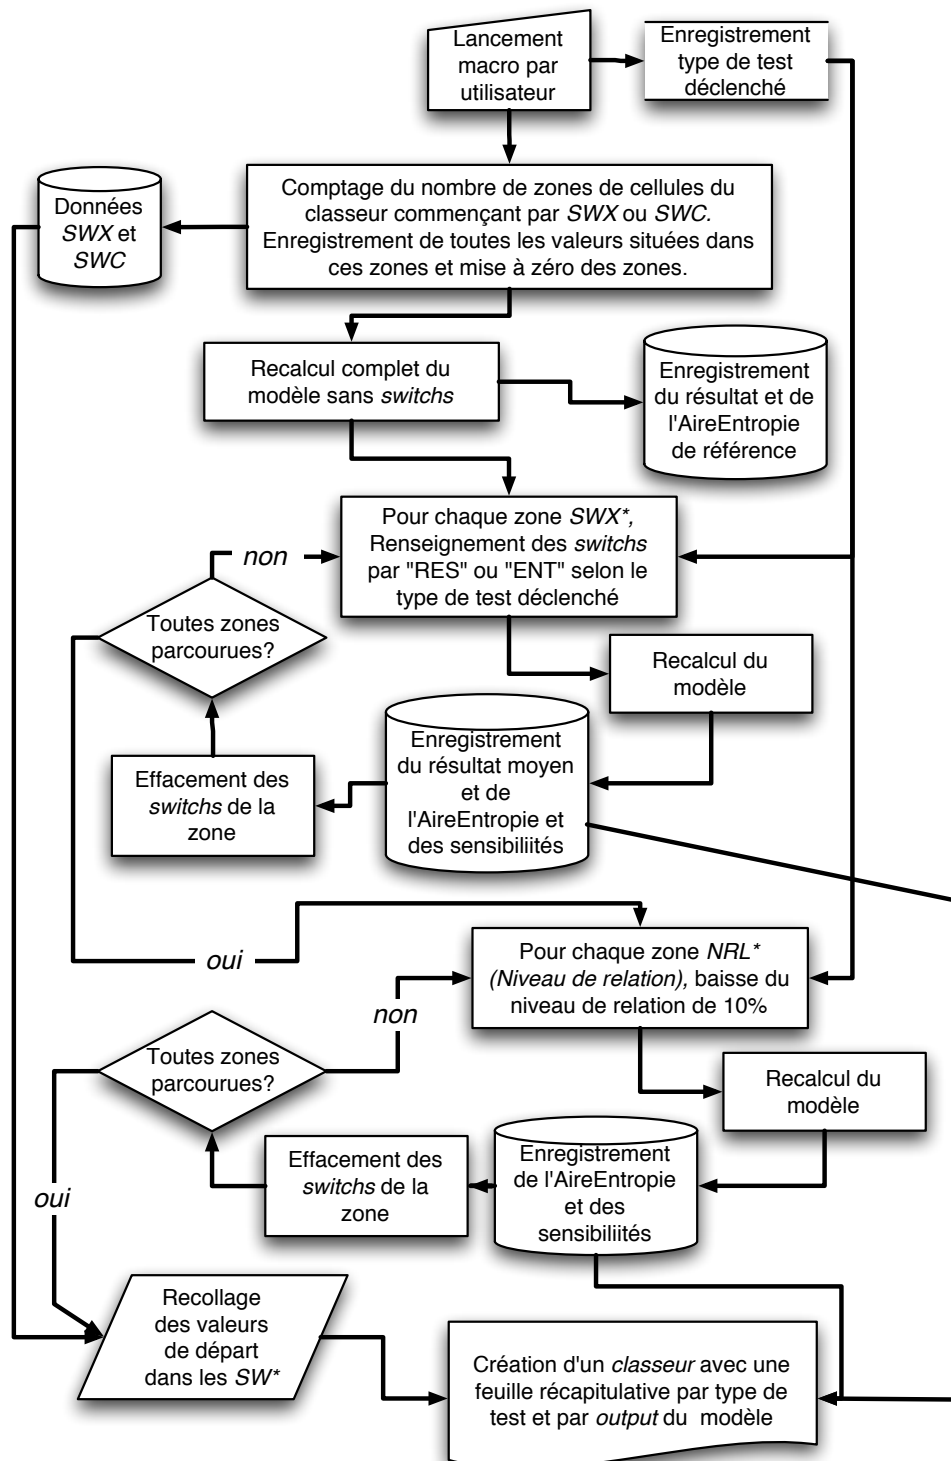 Lancement
macro par
utilisateur
Enregistrement
type de test
déclenché
Données
SWX et
SWC
Comptage du nombre de zones de cellules du
classeur commençant par SWX ou SWC.
Enregistrement de toutes les valeurs situées dans
ces zones et mise à zéro des zones.
Recalcul complet du
modèle sans switchs
Enregistrement
du résultat et de
l'AireEntropie
de référence
Pour chaque zone SWX*,
Renseignement des switchs
par "RES" ou "ENT" selon le
type de test déclenché
non
Toutes zones
parcourues?
Recalcul du
modèle
Enregistrement
du résultat moyen
et de
l'AireEntropie et
des sensibiliités
Effacement des
switchs de la
zone
oui
Pour chaque zone NRL*
(Niveau de relation), baisse du
niveau de relation de 10%
non
Toutes zones
parcourues?
Recalcul du
modèle
Enregistrement
de l'AireEntropie
et des
sensibiliités
Effacement des
switchs de la
zone
oui
Recollage
des valeurs
de départ
dans les SW*
Création d'un classeur avec une
feuille récapitulative par type de
test et par output du modèle